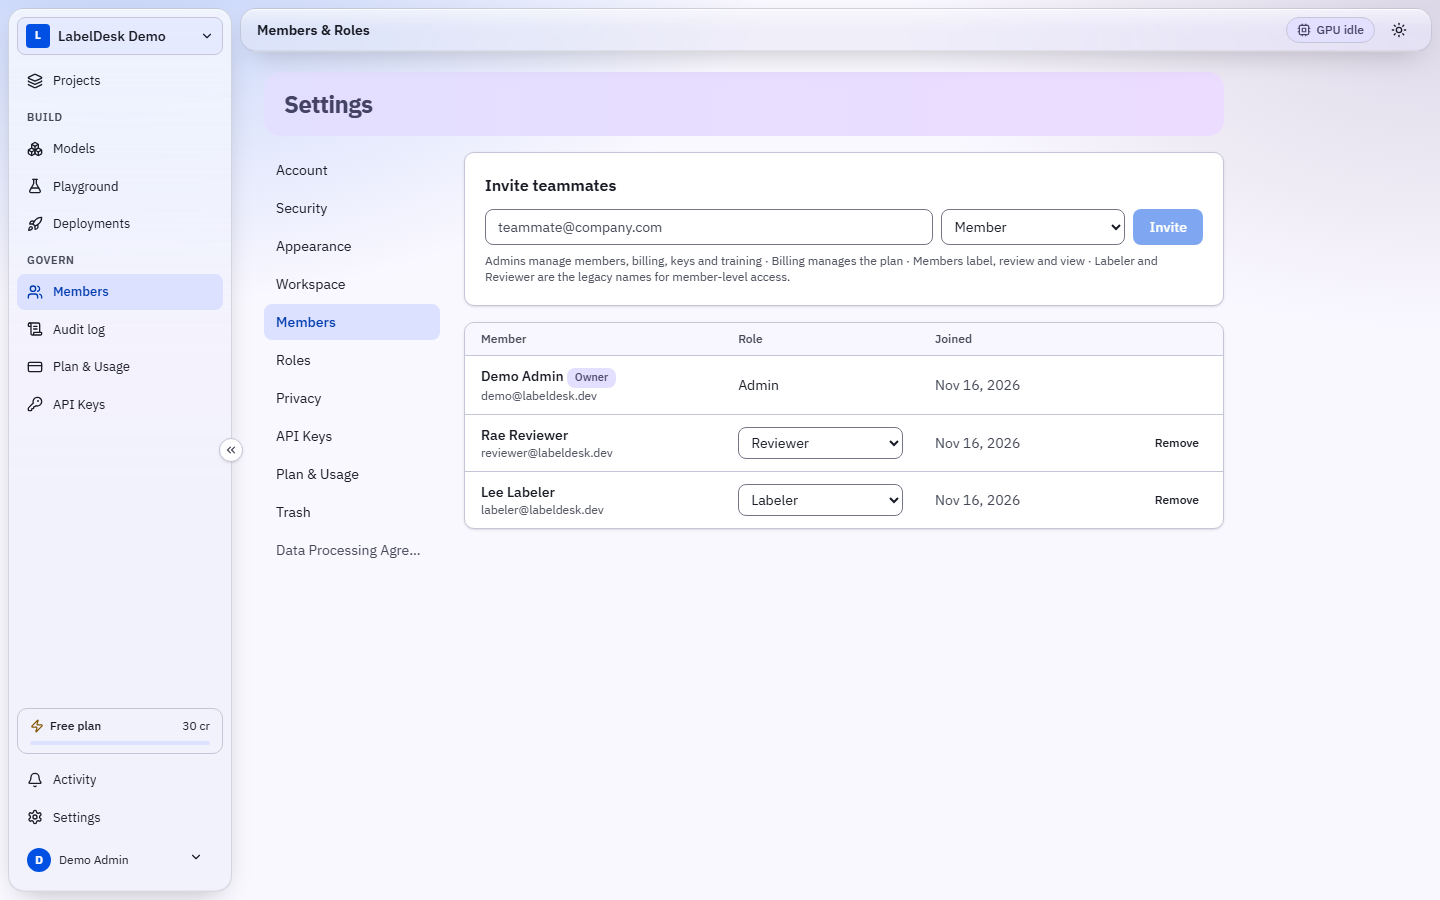 L LabelDesk Demo
Projects
BUILD
Models
Playground
Deployments
GOVERN
Members
Audit log
Plan & Usage
API Keys
Free plan 30 cr
Activity
Settings
D Demo Admin
Members & Roles
GPU idle
Settings
Account
Security
Appearance
Workspace
Members
Roles
Privacy
API Keys
Plan & Usage
Trash
Data Processing Agre...
Invite teammates
teammate@company.com Member Invite
Admins manage members, billing, keys and training · Billing manages the plan · Members label, review and view · Labeler and
Reviewer are the legacy names for member-level access.
Member Role Joined
Demo Admin Owner
demo@labeldesk.dev
Admin Nov 16, 2026
Rae Reviewer
reviewer@labeldesk.dev
Reviewer Nov 16, 2026 Remove
Lee Labeler
labeler@labeldesk.dev
Labeler Nov 16, 2026 Remove